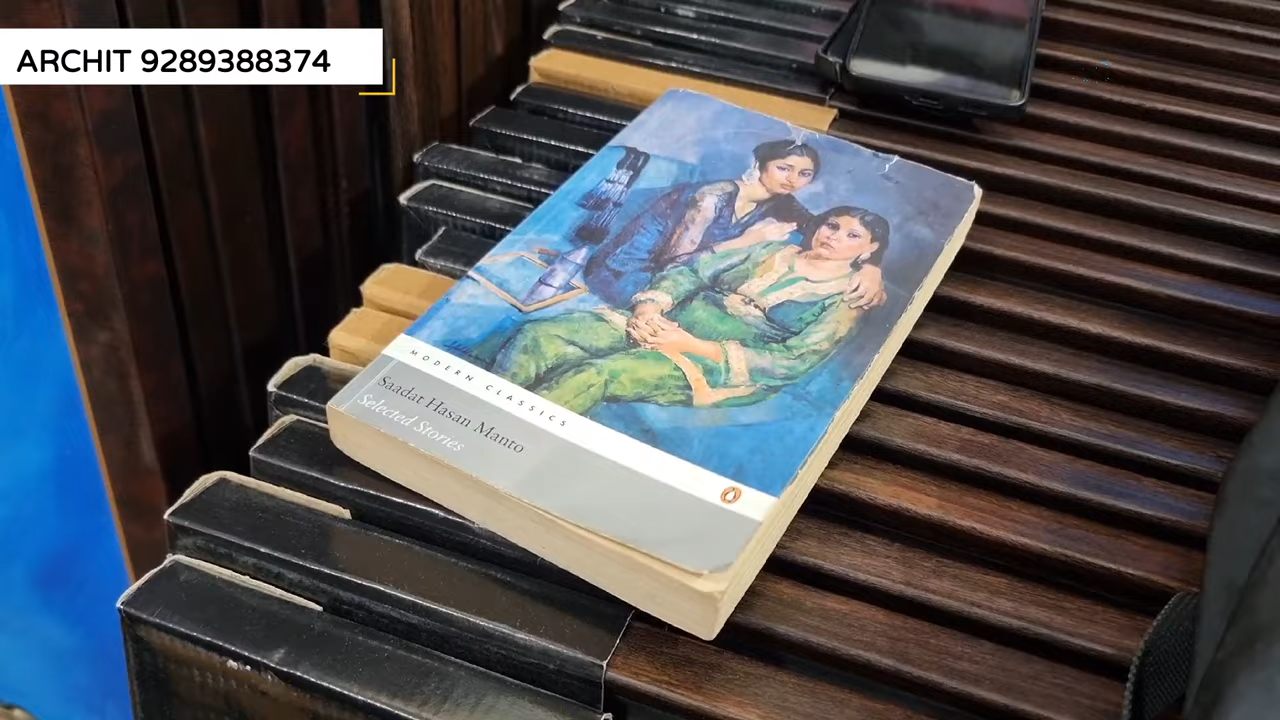 ARCHIT 9289388374
MODERN CLASSICS
Saadat Hasan Manto
Selected Stories